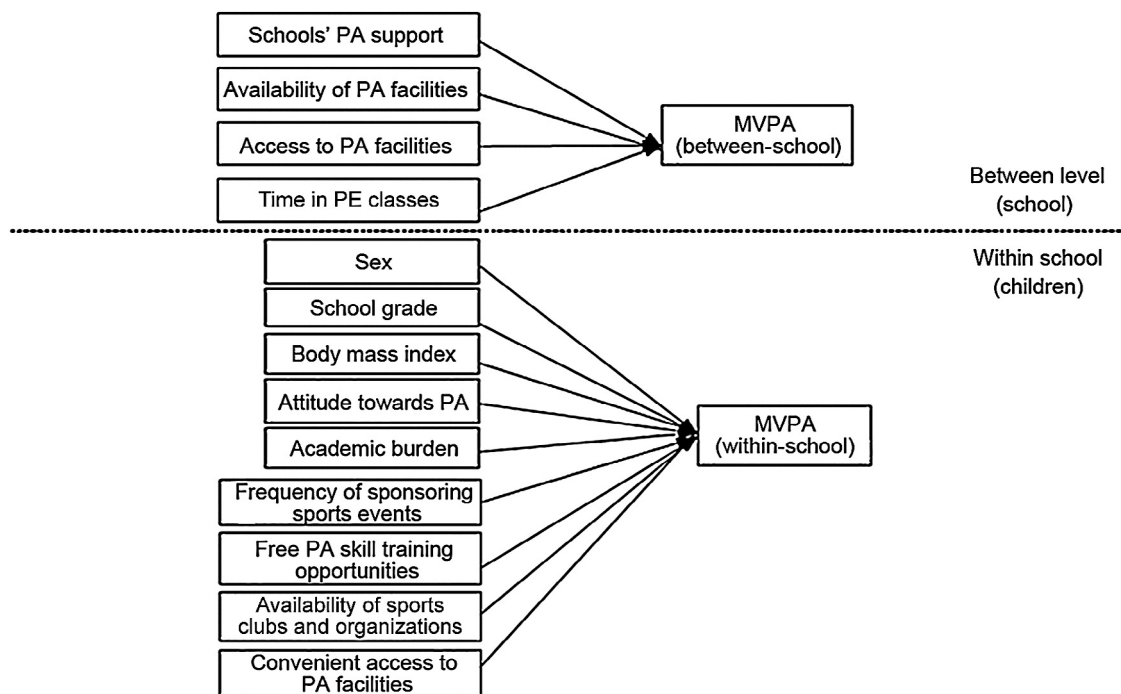 Schools' PA support
Availability of PA facilities
Access to PA facilities
Time in PE classes
MVPA
(between-school)
Between level
(school)
Within school
(children)
Sex
School grade
Body mass index
Attitude towards PA
Academic burden
Frequency of sponsoring
sports events
Free PA skill training
opportunities
Availability of sports
clubs and organizations
Convenient access to
PA facilities
MVPA
(within-school)